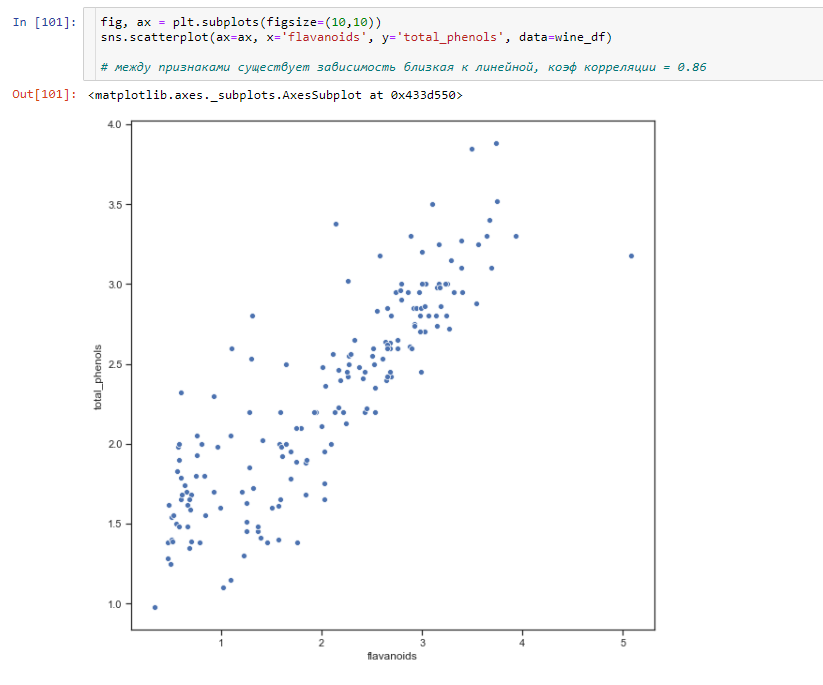 In [101]:
fig, ax = plt.subplots(figsize=(10,10))
sns.scatterplot(ax=ax, x='flavanoids', y='total_phenols', data=wine_df)
# между признаками существует зависимость близкая к линейной, коэф корреляции = 0.86
Out[101]:
<matplotlib.axes._subplots.AxesSubplot at 0x433d550>
4.0
3.5
3.0
2.5
2.0
1.5
1.0
total_phenols
1 2 3 4 5
flavanoids